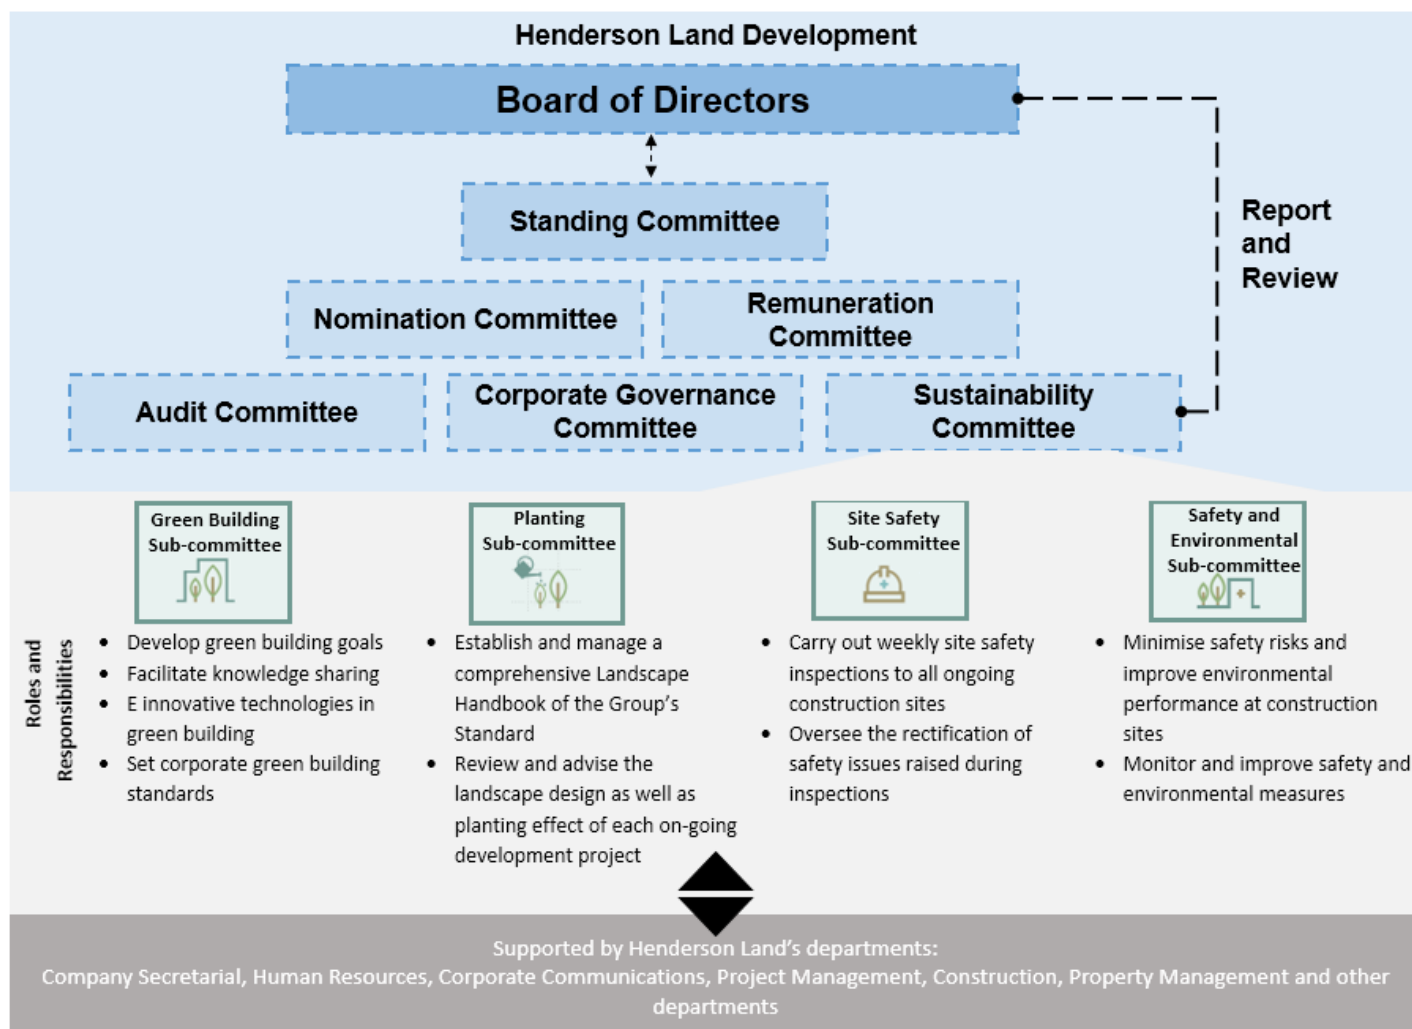 Henderson Land Development
Board of Directors
Report
and
Review
Standing Committee
Nomination Committee
Remuneration
Committee
Audit Committee
Corporate Governance
Committee
Sustainability
Committee
Green Building
Sub-committee
Planting
Sub-committee
Site Safety
Sub-committee
Safety and
Environmental
Sub-committee
Roles and
Responsibilities
• Develop green building goals
• Facilitate knowledge sharing
• E innovative technologies in
green building
• Set corporate green building
standards
• Establish and manage a
comprehensive Landscape
Handbook of the Group's
Standard
• Review and advise the
landscape design as well as
planting effect of each on-going
development project
• Carry out weekly site safety
inspections to all ongoing
construction sites
• Oversee the rectification of
safety issues raised during
inspections
• Minimise safety risks and
improve environmental
performance at construction
sites
• Monitor and improve safety and
environmental measures
Supported by Henderson Land's departments:
Company Secretarial, Human Resources, Corporate Communications, Project Management, Construction, Property Management and other
departments